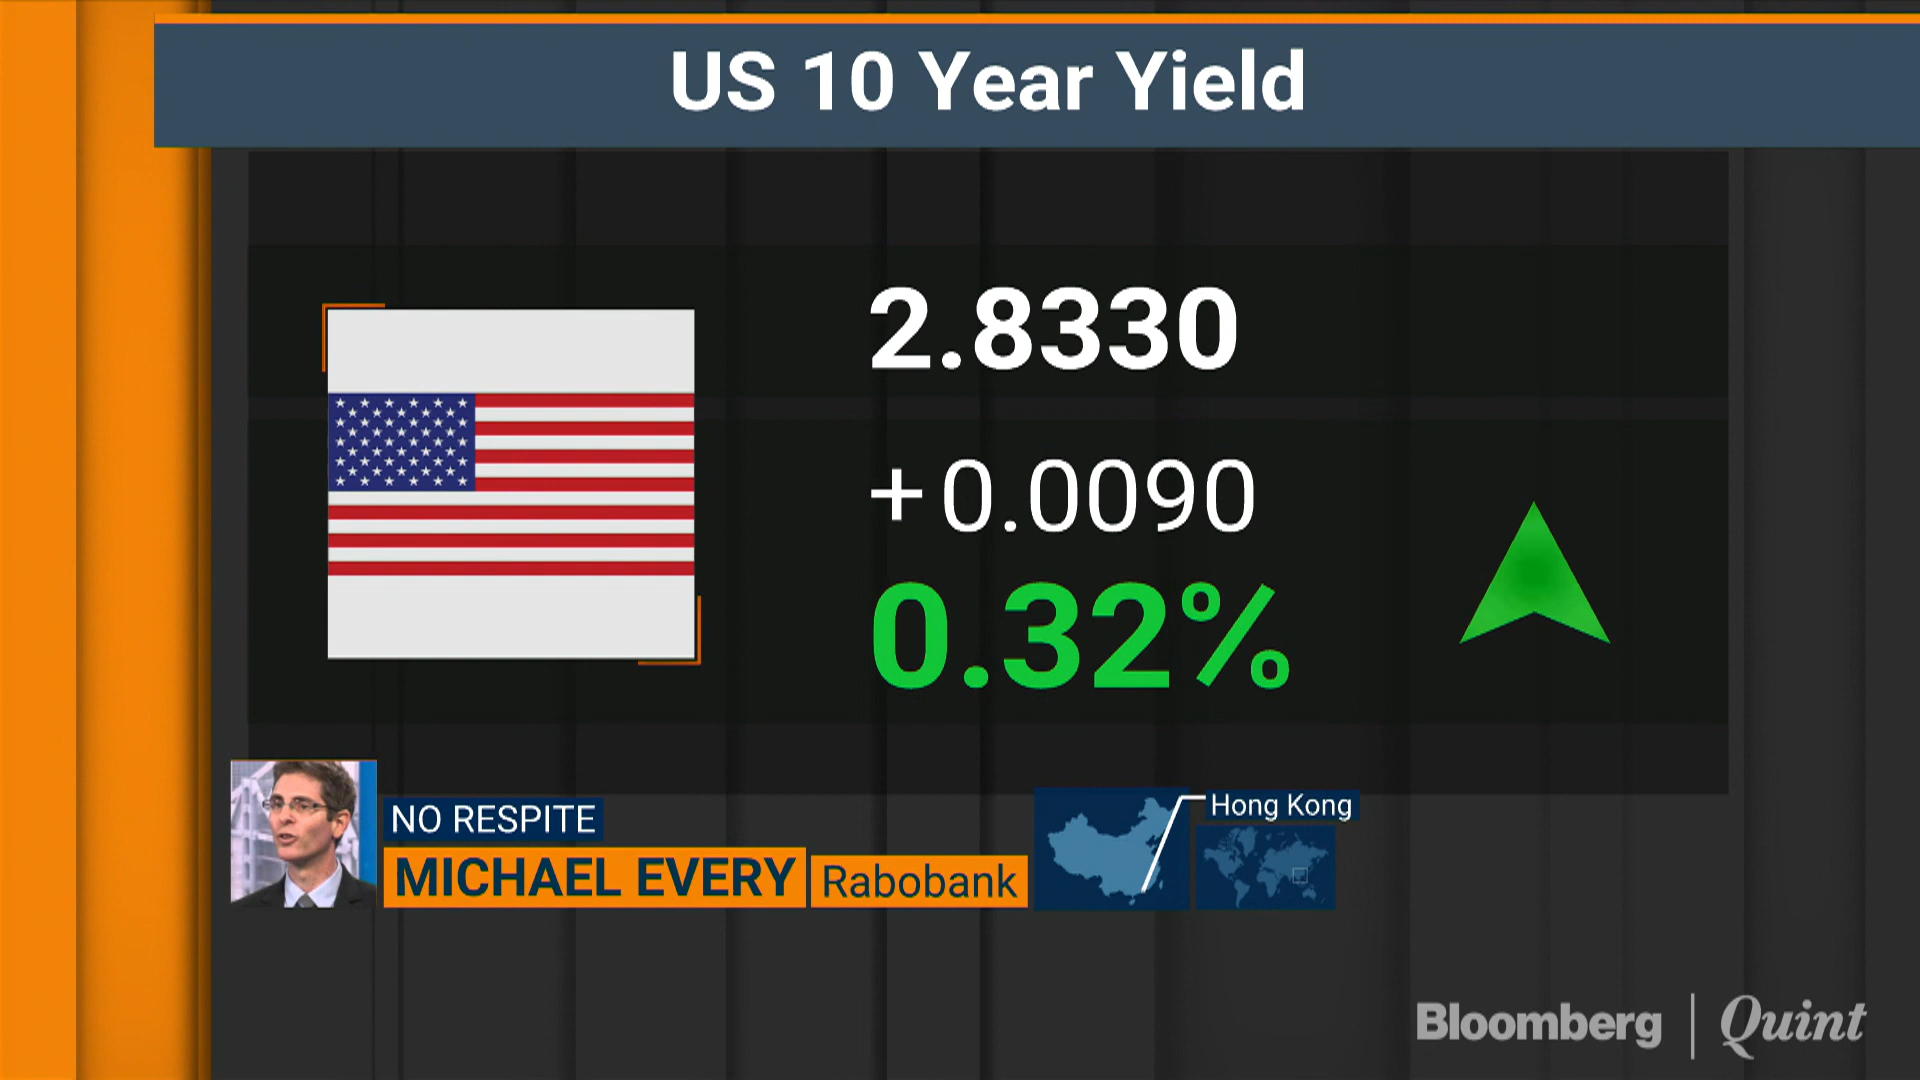 US 10 Year Yield
2.8330
+0.0090
0.32%
NO RESPITE
MICHAEL EVERY Rabobank
Hong Kong
Bloomberg | Quint